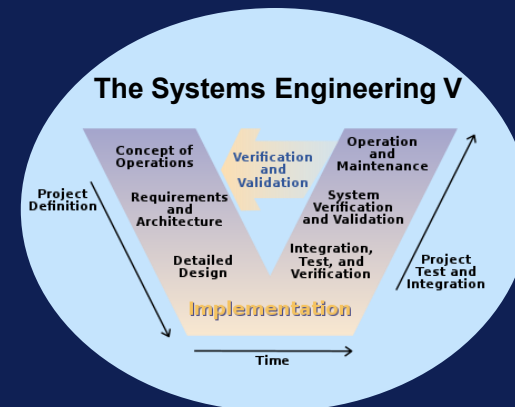 The Systems Engineering V
Concept of
Operations
Verification
and
Validation
Operation
and
Maintenance
Project
Definition
Requirements
and
Architecture
System
Verification
and Validation
Detailed
Design
Integration,
Test, and
Verification
Project
Test and
Integration
Implementation
Time